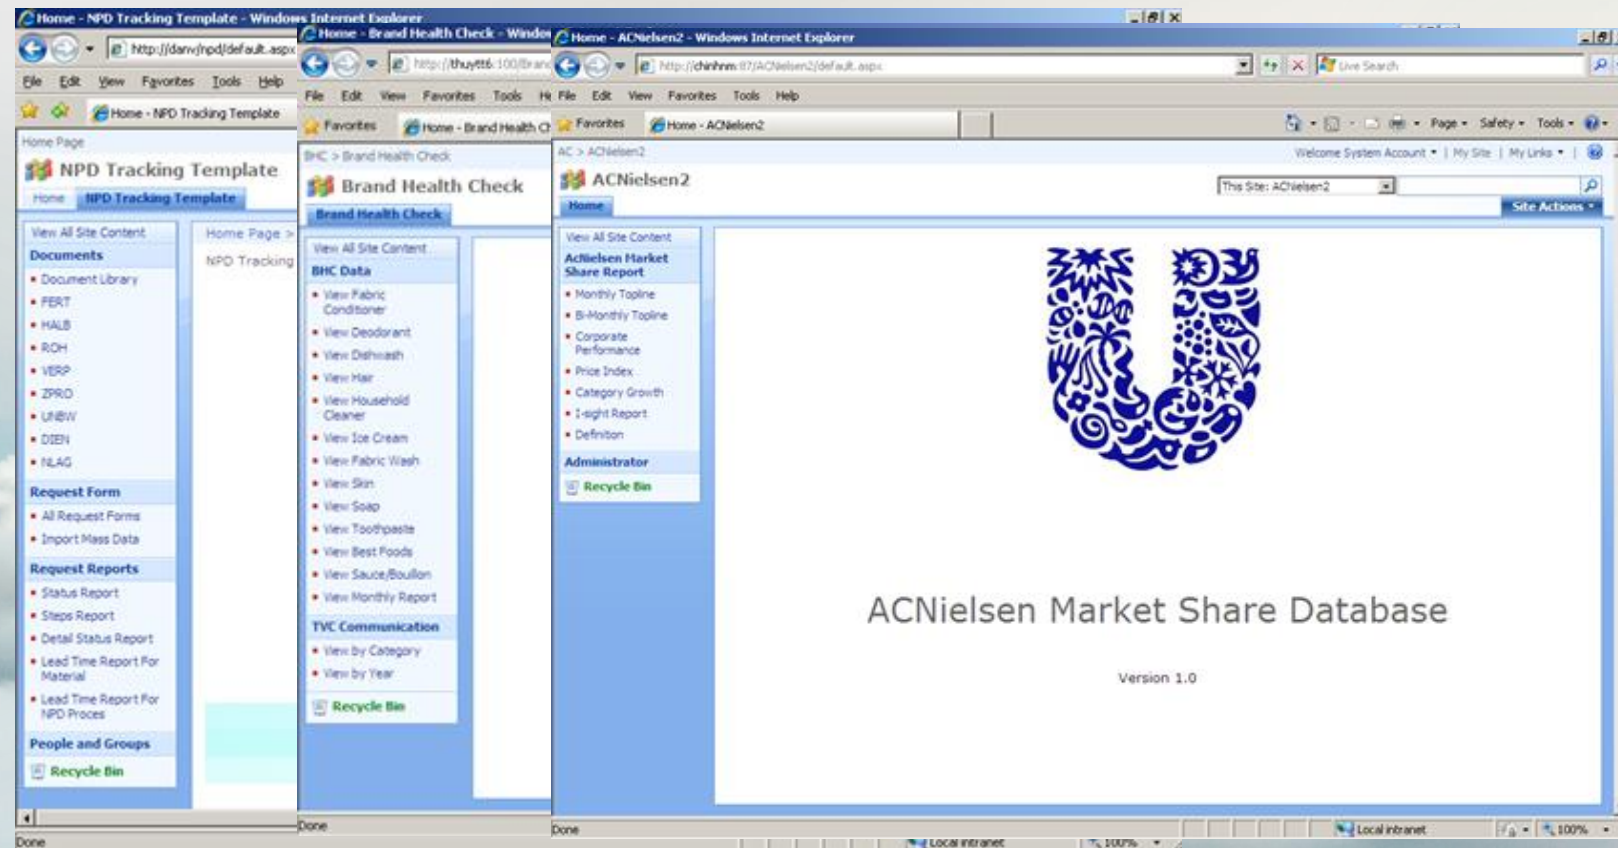 Home - NPD Tracking Template - Windows Internet Explorer
http://danv/npd/default.aspx
File Edit View Favorites Tools Help
Home - NPD Tracking Template
Home Page
NPD Tracking Template
Home NPD Tracking Template
View All Site Content
Documents
Document Library
FERT
HALB
ROH
VERP
ZPRO
UNBW
DIEN
NLAG
Request Form
All Request Forms
Import Mass Data
Request Reports
Status Report
Steps Report
Detail Status Report
Lead Time Report For
Material
Lead Time Report For
NPD Proces
People and Groups
Recycle Bin
Home Page >
NPD Tracking
Done
Home - Brand Health Check - Window
http://thuyttt6:100/Bran
File Edit View Favorites Tools H
Favorites Home - Brand Health Ch
BHC > Brand Health Check
Brand Health Check
Brand Health Check
View All Site Content
BHC Data
View Fabric
Conditioner
View Deodorant
View Dishwash
View Hair
View Household
Cleaner
View Ice Cream
View Fabric Wash
View Skin
View Soap
View Toothpaste
View Best Foods
View Sauce/Bouillon
View Monthly Report
TVC Communication
View by Category
View by Year
Recycle Bin
Done
Home - ACNielsen2 - Windows Internet Explorer
http://chinhnm:87/ACNielsen2/default.aspx
Live Search
File Edit View Favorites Tools Help
Favorites Home - ACNielsen2
Page Safety Tools
AC > ACNielsen2
Welcome System Account | My Site | My Links |
ACNielsen2
This Site: ACNielsen2
Home
Site Actions
View All Site Content
ACNielsen Market
Share Report
Monthly Topline
Bi-Monthly Topline
Corporate
Performance
Price Index
Category Growth
I-sight Report
Definition
Administrator
Recycle Bin
ACNielsen Market Share Database
Version 1.0
Done
Local intranet
100%
Local intranet
100%